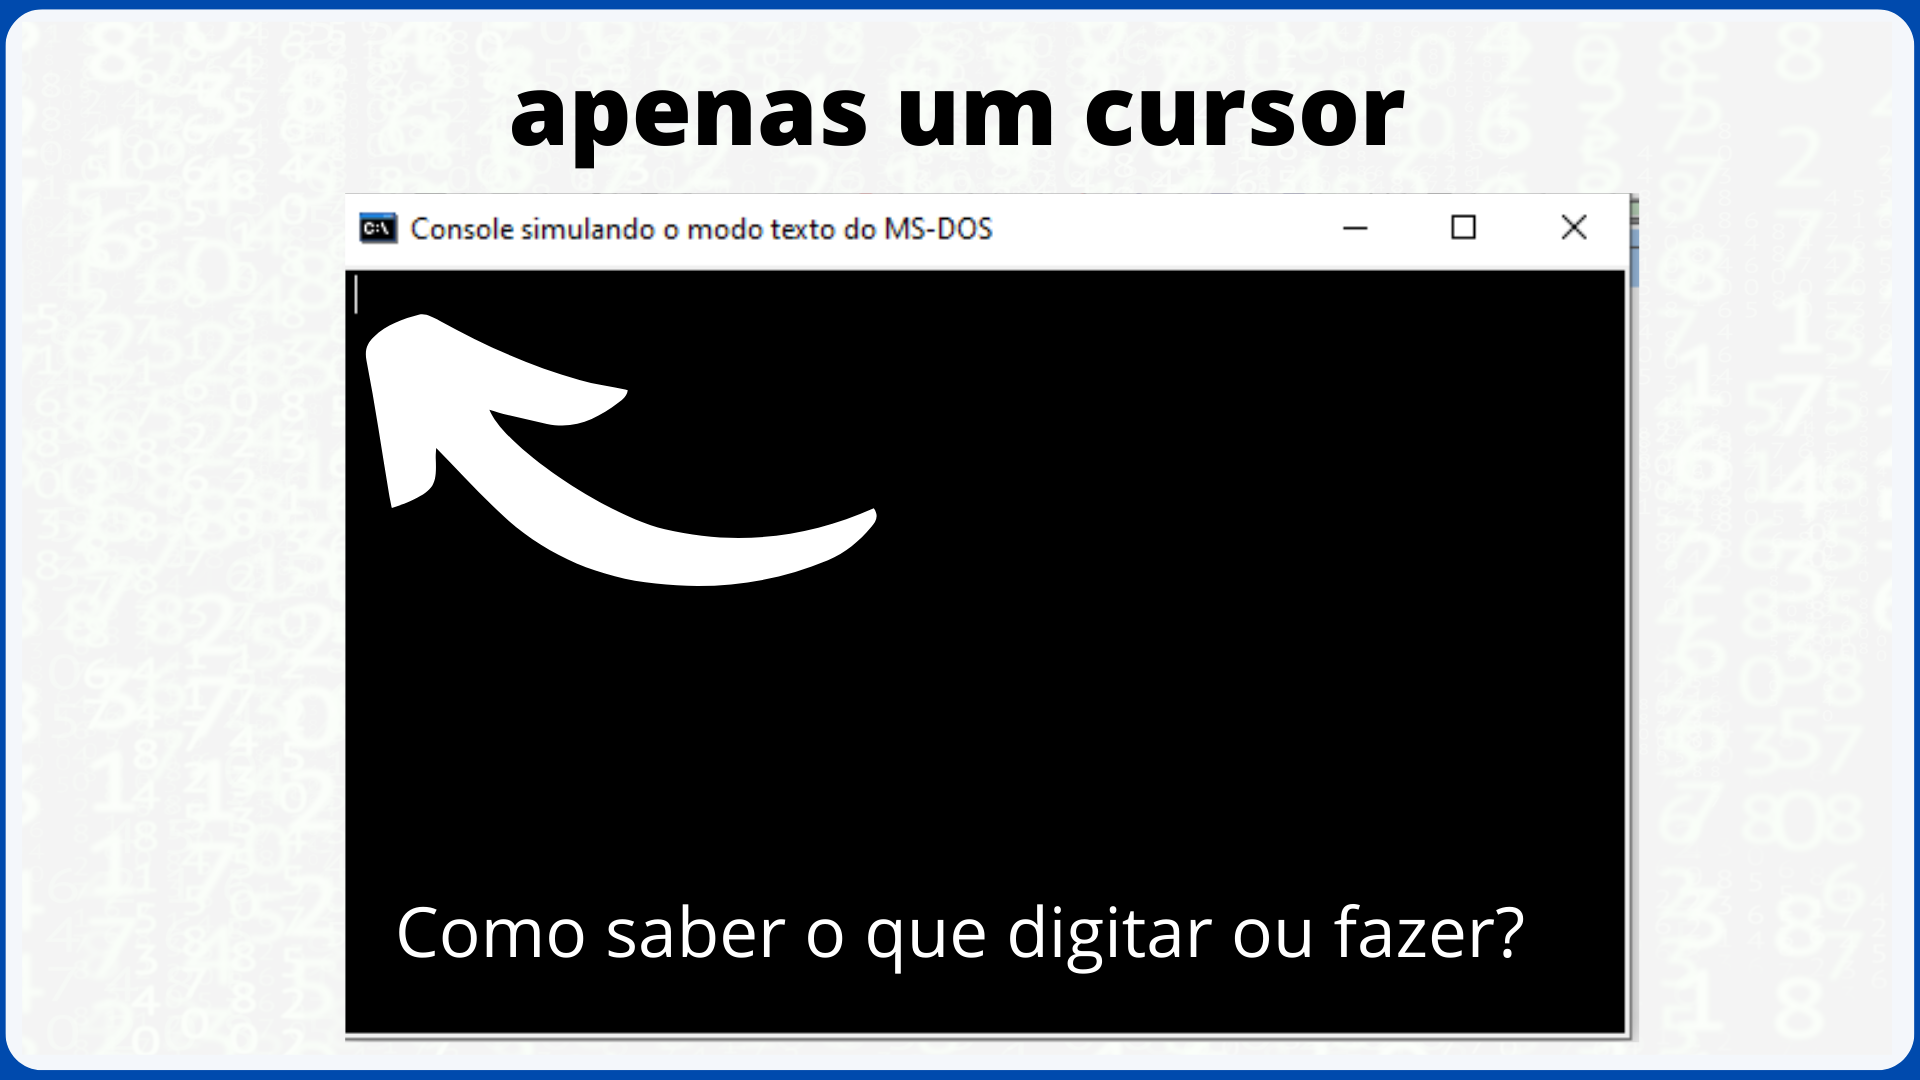 apenas um cursor
C:\ Console simulando o modo texto do MS-DOS
Como saber o que digitar ou fazer?